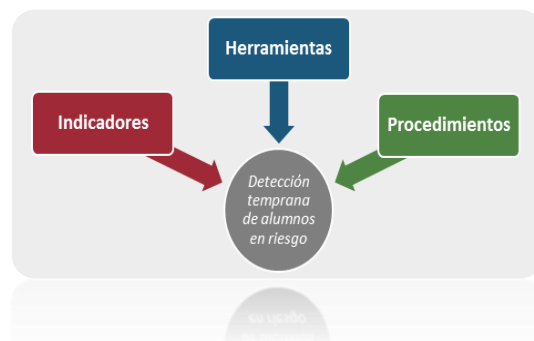 Herramientas
Indicadores
Procedimientos
Detección
temprana
de alumnos
en riesgo